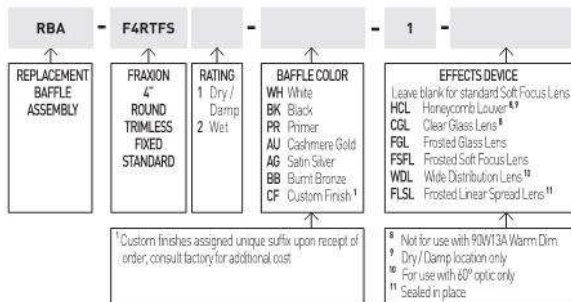 RBA - F4RTFS - - 1 -
REPLACEMENT
BAFFLE
ASSEMBLY
FRAXION
4"
ROUND
TRIMLESS
FIXED
STANDARD
RATING
1 Dry /
Damp
2 Wet
BAFFLE COLOR
WH White
BK Black
PR Primer
AU Cashmere Gold
AG Satin Silver
BB Burnt Bronze
CF Custom Finish ¹
EFFECTS DEVICE
Leave blank for standard Soft Focus Lens
HCL Honeycomb Louver ⁸,⁹
CGL Clear Glass Lens ⁸
FGL Frosted Glass Lens
FSFL Frosted Soft Focus Lens
WDL Wide Distribution Lens ¹⁰
FLSL Frosted Linear Spread Lens ¹¹
¹ Custom finishes assigned unique suffix upon receipt of
order, consult factory for additional cost
⁸ Not for use with 90W13A Warm Dim
⁹ Dry / Damp location only
¹⁰ For use with 60° optic only
¹¹ Sealed in place